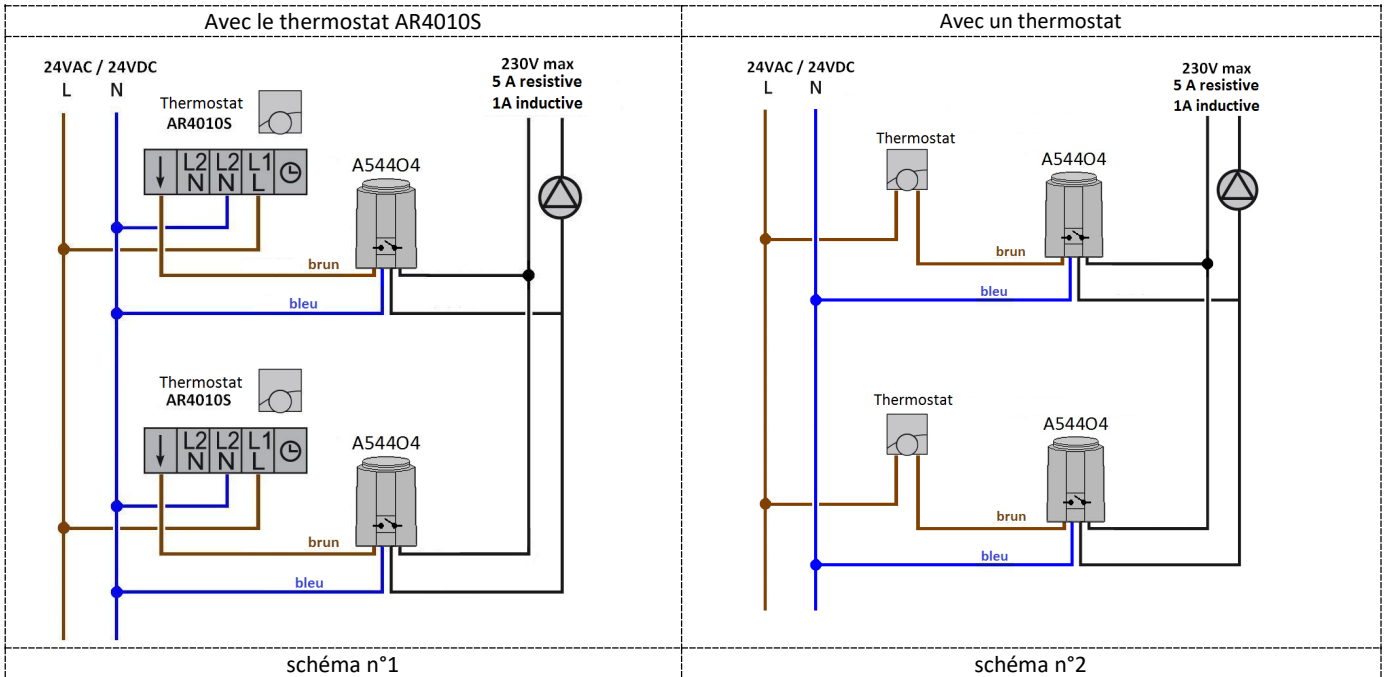 Avec le thermostat AR4010S
24VAC / 24VDC
L N
Thermostat
AR4010S
230V max
5 A resistive
1A inductive
L2 L2 L1
N N L
A544O4
brun
bleu
Thermostat
AR4010S
L2 L2 L1
N N L
A544O4
brun
bleu
schéma n°1
Avec un thermostat
24VAC / 24VDC
L N
230V max
5 A resistive
1A inductive
Thermostat
A544O4
brun
bleu
Thermostat
A544O4
brun
bleu
schéma n°2